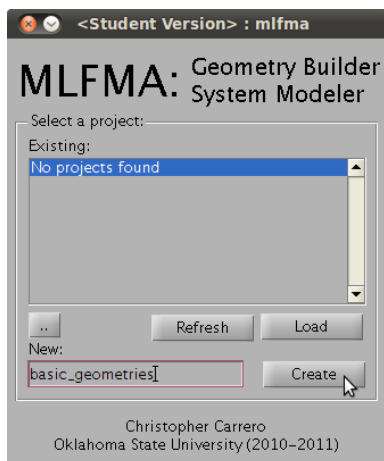 <Student Version> : mlfma
MLFMA: Geometry Builder
System Modeler
Select a project:
Existing:
No projects found
..
Refresh
Load
New:
basic_geometries
Create
Christopher Carrero
Oklahoma State University (2010-2011)